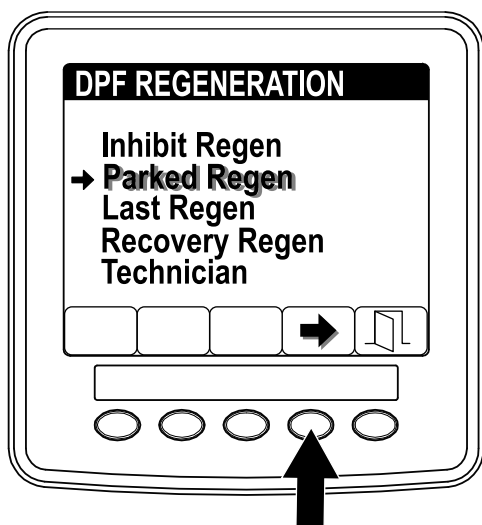 DPF REGENERATION
Inhibit Regen
Parked Regen
Last Regen
Recovery Regen
Technician